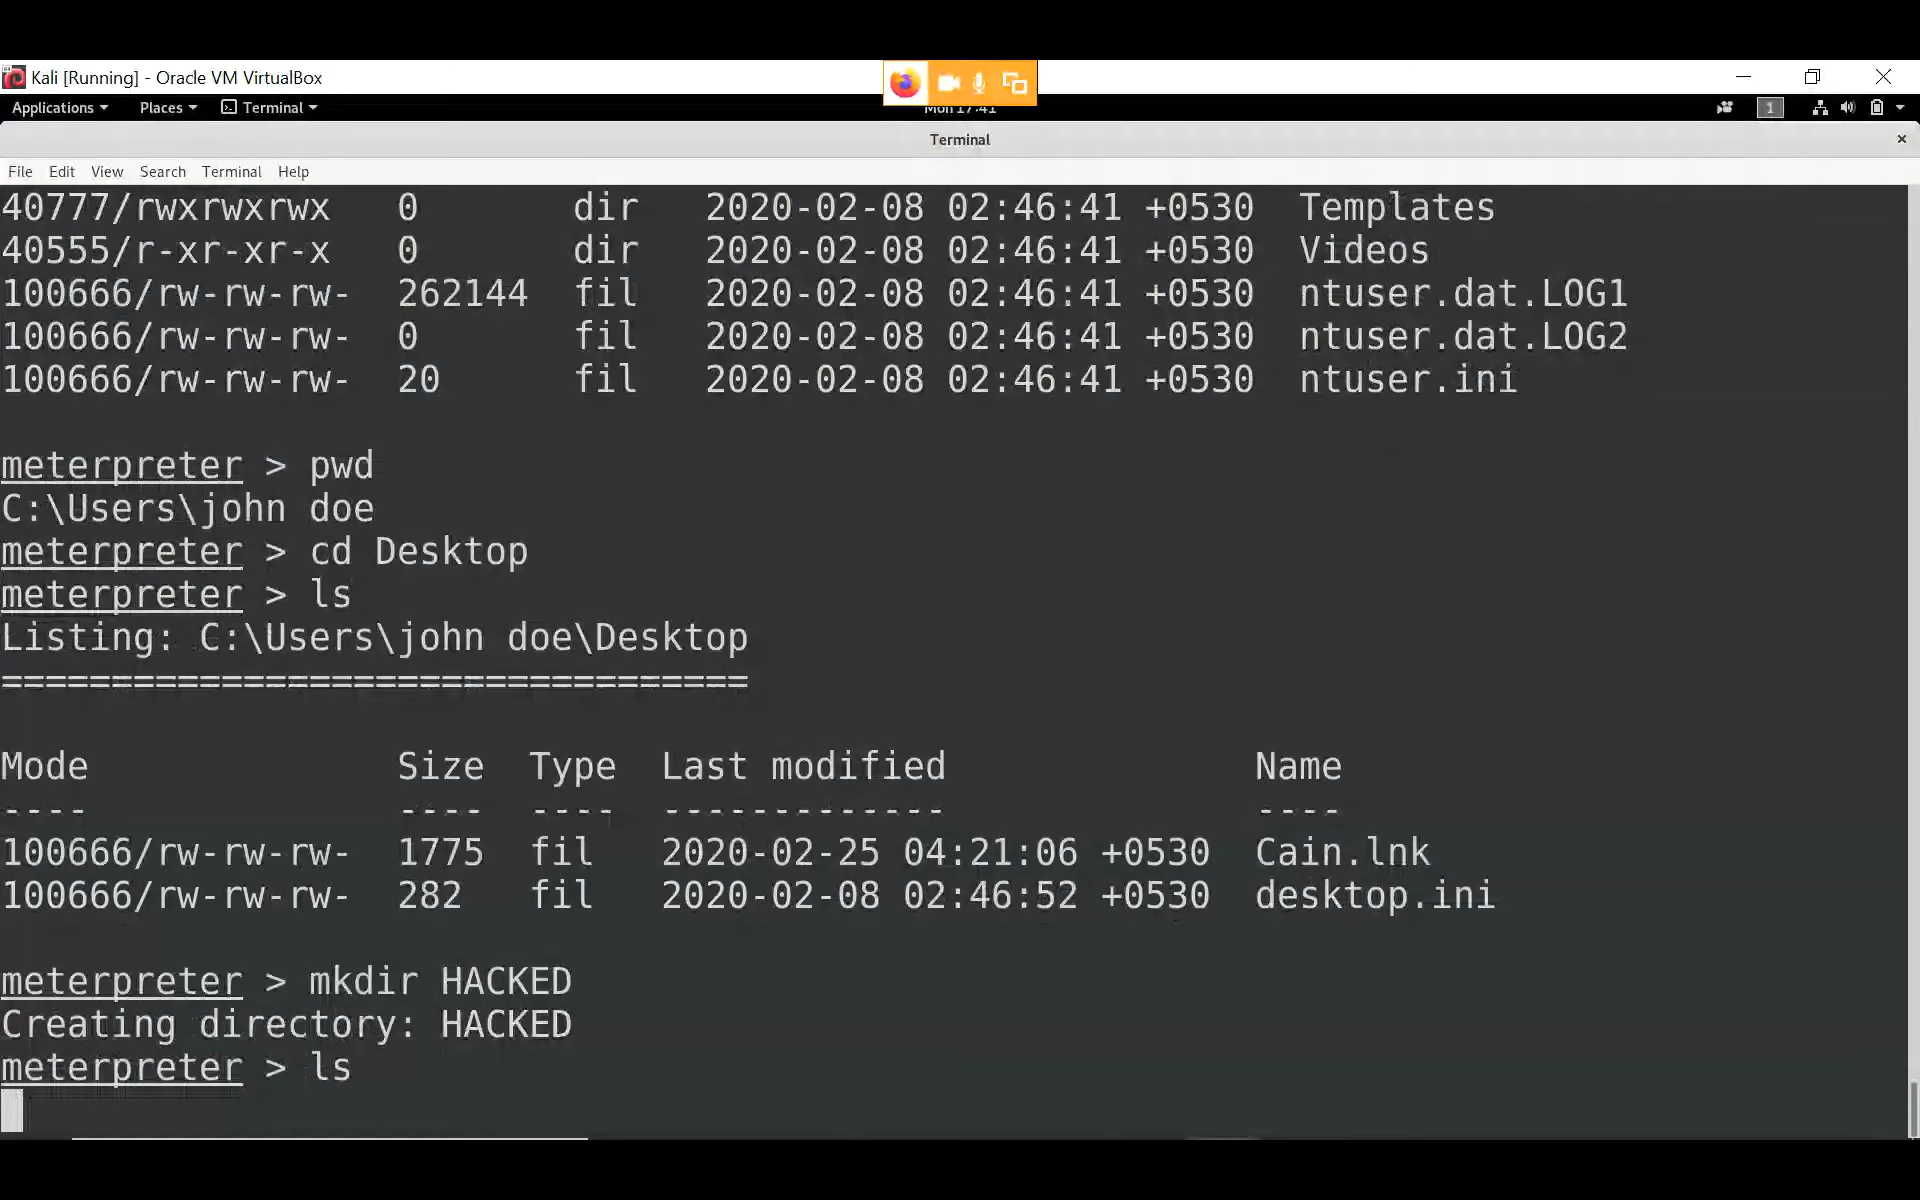 Kali [Running] - Oracle VM VirtualBox
Applications Places Terminal Mon 17:41 1
Terminal
File Edit View Search Terminal Help
40777/rwxrwxrwx 0 dir 2020-02-08 02:46:41 +0530 Templates
40555/r-xr-xr-x 0 dir 2020-02-08 02:46:41 +0530 Videos
100666/rw-rw-rw- 262144 fil 2020-02-08 02:46:41 +0530 ntuser.dat.LOG1
100666/rw-rw-rw- 0 fil 2020-02-08 02:46:41 +0530 ntuser.dat.LOG2
100666/rw-rw-rw- 20 fil 2020-02-08 02:46:41 +0530 ntuser.ini
meterpreter > pwd
C:\Users\john doe
meterpreter > cd Desktop
meterpreter > ls
Listing: C:\Users\john doe\Desktop
==================================
Mode Size Type Last modified Name
---- ---- ---- ------------- ----
100666/rw-rw-rw- 1775 fil 2020-02-25 04:21:06 +0530 Cain.lnk
100666/rw-rw-rw- 282 fil 2020-02-08 02:46:52 +0530 desktop.ini
meterpreter > mkdir HACKED
Creating directory: HACKED
meterpreter > ls